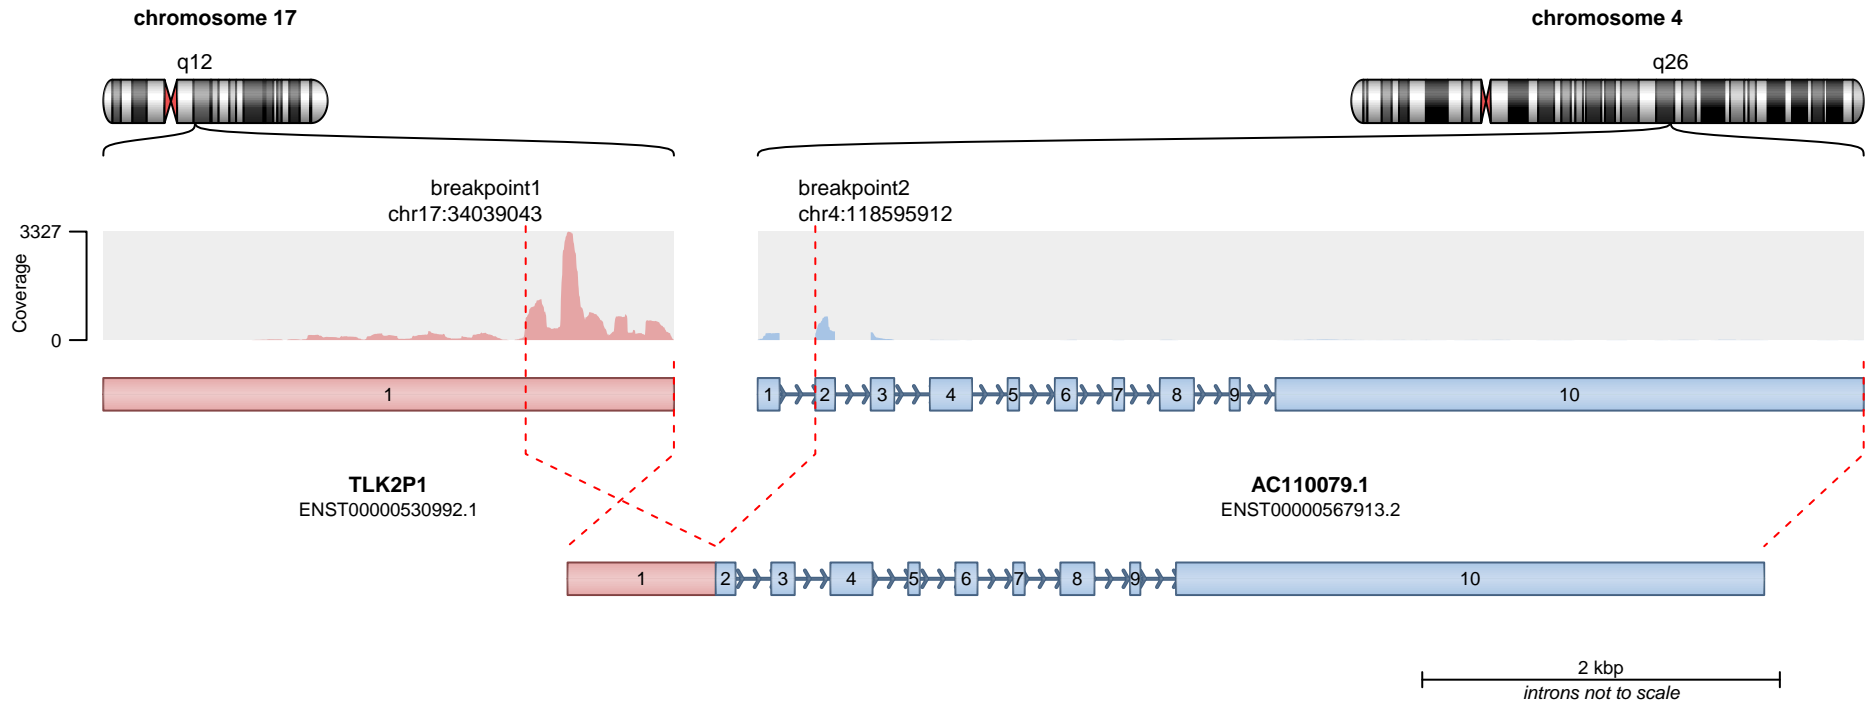 chromosome 17
chromosome 4
q12
q26
breakpoint1
chr17:34039043
breakpoint2
chr4:118595912
3327
Coverage
0
1
1 2 3 4 5 6 7 8 9 10
TLK2P1
ENST00000530992.1
AC110079.1
ENST00000567913.2
1 2 3 4 5 6 7 8 9 10
2 kbp
introns not to scale